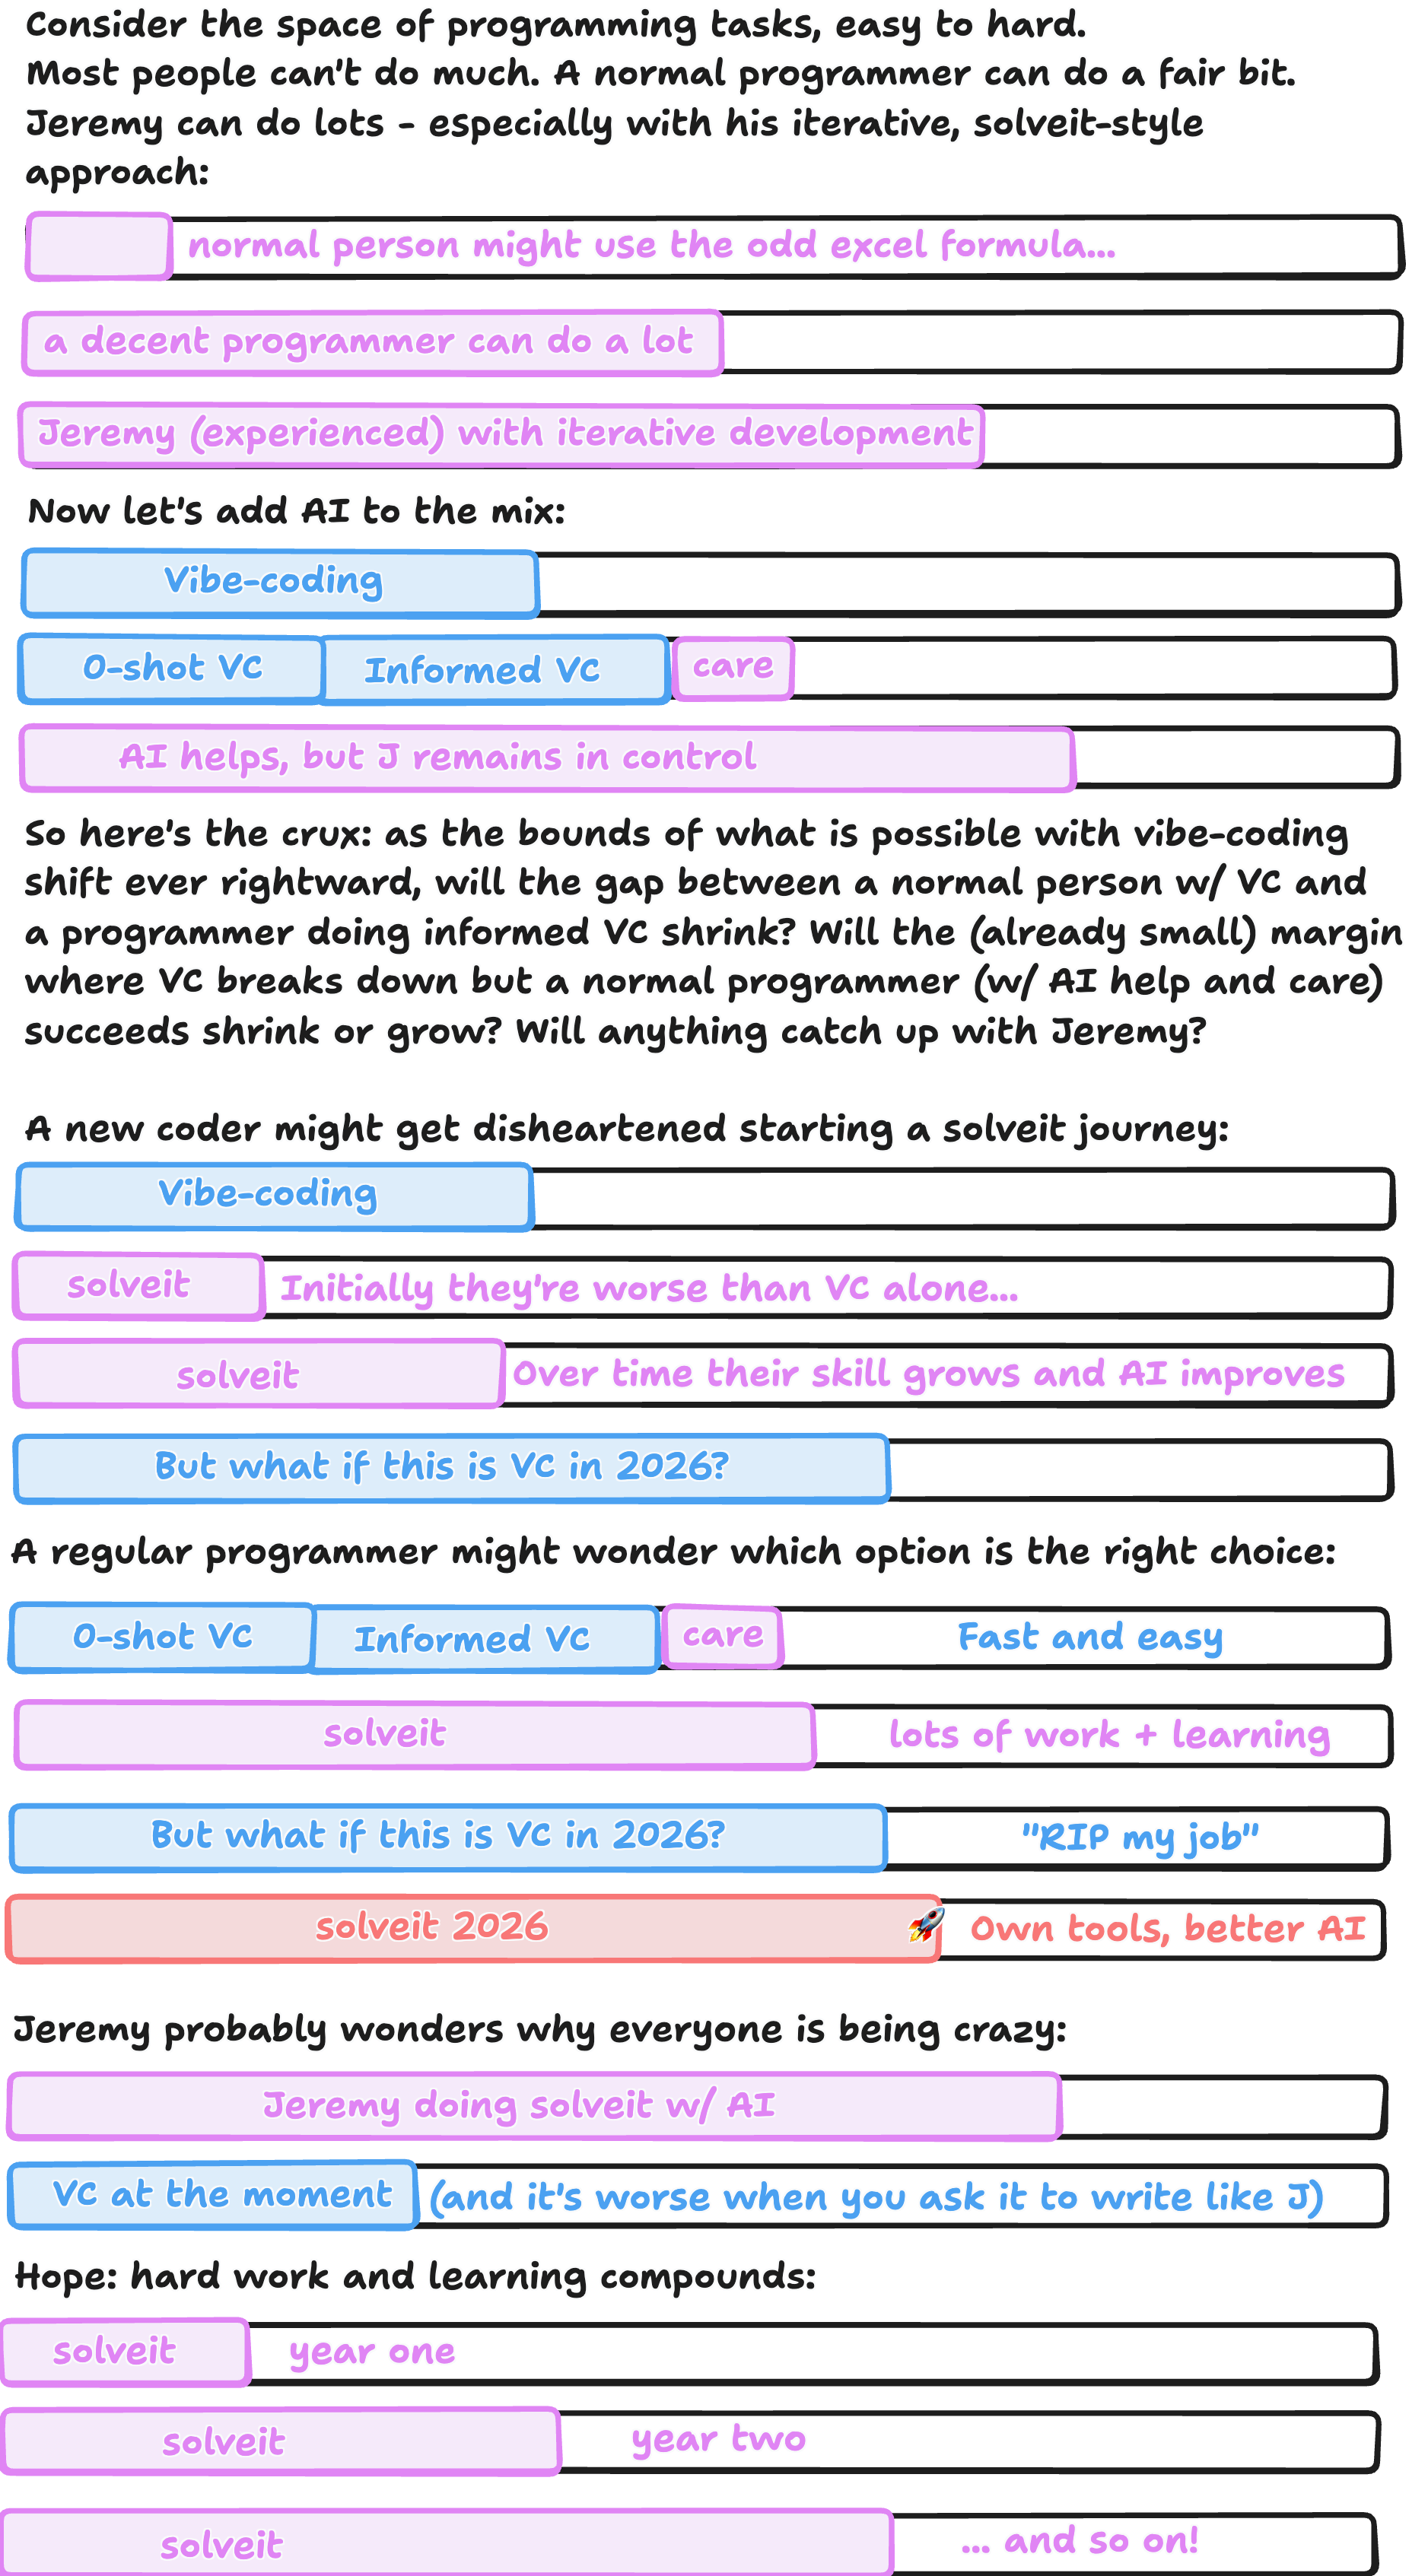 Consider the space of programming tasks, easy to hard.
Most people can't do much. A normal programmer can do a fair bit.
Jeremy can do lots - especially with his iterative, solveit-style
approach:
normal person might use the odd excel formula...
a decent programmer can do a lot
Jeremy (experienced) with iterative development
Now let's add AI to the mix:
Vibe-coding
0-shot VC Informed VC care
AI helps, but J remains in control
So here's the crux: as the bounds of what is possible with vibe-coding
shift ever rightward, will the gap between a normal person w/ VC and
a programmer doing informed VC shrink? Will the (already small) margin
where VC breaks down but a normal programmer (w/ AI help and care)
succeeds shrink or grow? Will anything catch up with Jeremy?
A new coder might get disheartened starting a solveit journey:
Vibe-coding
solveit Initially they're worse than VC alone...
solveit Over time their skill grows and AI improves
But what if this is VC in 2026?
A regular programmer might wonder which option is the right choice:
0-shot VC Informed VC care Fast and easy
solveit lots of work + learning
But what if this is VC in 2026? "RIP my job"
solveit 2026 🚀 Own tools, better AI
Jeremy probably wonders why everyone is being crazy:
Jeremy doing solveit w/ AI
VC at the moment (and it's worse when you ask it to write like J)
Hope: hard work and learning compounds:
solveit year one
solveit year two
solveit ... and so on!